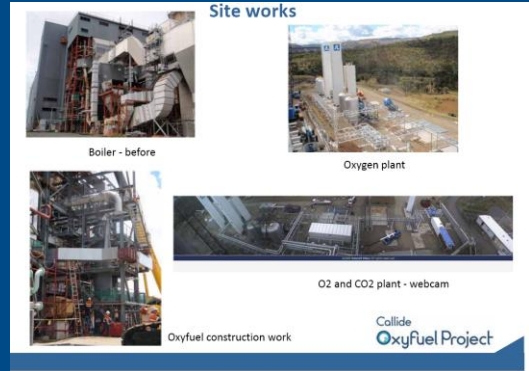 Site works
Boiler - before
Oxygen plant
O2 and CO2 plant - webcam
Oxyfuel construction work
Callide
Oxyfuel Project